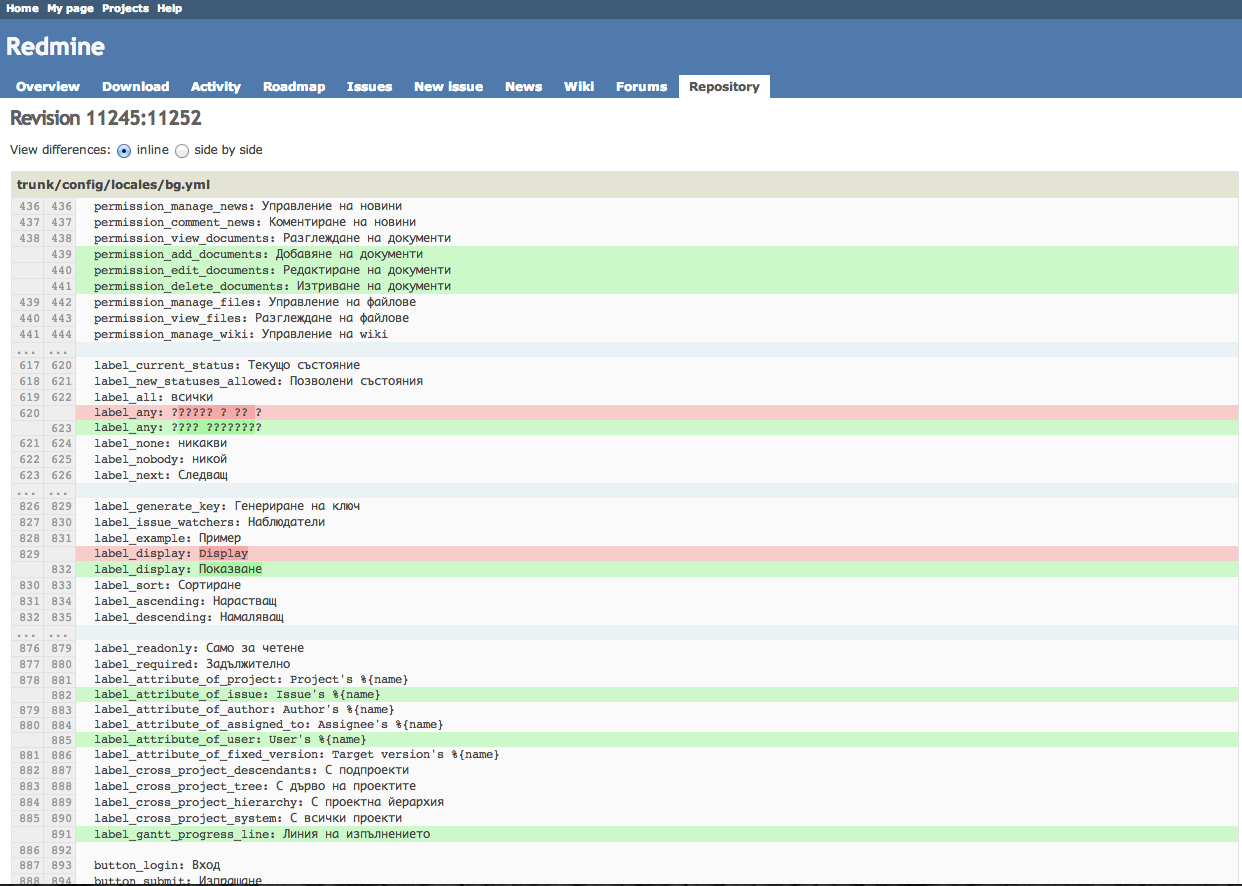 Home My page Projects Help
Redmine
Overview Download Activity Roadmap Issues New issue News Wiki Forums Repository
Revision 11245:11252
View differences: inline side by side
trunk/config/locales/bg.yml
436 436 permission_manage_news: Управление на новини
437 437 permission_comment_news: Коментиране на новини
438 438 permission_view_documents: Разглеждане на документи
439 permission_add_documents: Добавяне на документи
440 permission_edit_documents: Редактиране на документи
441 permission_delete_documents: Изтриване на документи
439 442 permission_manage_files: Управление на файлове
440 443 permission_view_files: Разглеждане на файлове
441 444 permission_manage_wiki: Управление на wiki
... ...
617 620 label_current_status: Текущо състояние
618 621 label_new_statuses_allowed: Позволени състояния
619 622 label_all: всички
620 label_any: ?????? ? ?? ?
623 label_any: ???? ????????
621 624 label_none: никакви
622 625 label_nobody: никой
623 626 label_next: Следващ
... ...
826 829 label_generate_key: Генериране на ключ
827 830 label_issue_watchers: Наблюдатели
828 831 label_example: Пример
829 label_display: Display
832 label_display: Показване
830 833 label_sort: Сортиране
831 834 label_ascending: Нарастващ
832 835 label_descending: Намаляващ
... ...
876 879 label_readonly: Само за четене
877 880 label_required: Задължително
878 881 label_attribute_of_project: Project's %{name}
882 label_attribute_of_issue: Issue's %{name}
879 883 label_attribute_of_author: Author's %{name}
880 884 label_attribute_of_assigned_to: Assignee's %{name}
885 label_attribute_of_user: User's %{name}
881 886 label_attribute_of_fixed_version: Target version's %{name}
882 887 label_cross_project_descendants: С подпроекти
883 888 label_cross_project_tree: С дърво на проектите
884 889 label_cross_project_hierarchy: С проектна йерархия
885 890 label_cross_project_system: С всички проекти
891 label_gantt_progress_line: Линия на изпълнението
886 892
887 893 button_login: Вход
888 894 button_submit: Изпращане